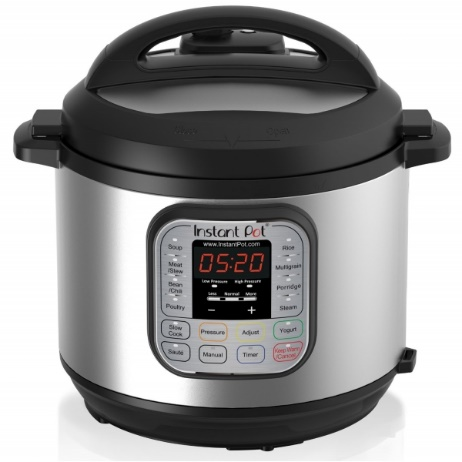 Instant Pot
www.InstantPot.com
05:20
Soup
Rice
Meat
/Stew
Multigrain
Bean
/Chili
Porridge
Poultry
Steam
Low Pressure High Pressure
Less Normal More
− +
Slow
Cook
Pressure
Adjust
Yogurt
Sauté
Manual
Timer
Keep Warm
/Cancel